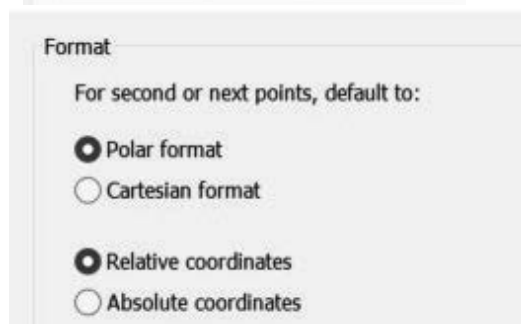 Format
For second or next points, default to:
Polar format
Cartesian format
Relative coordinates
Absolute coordinates